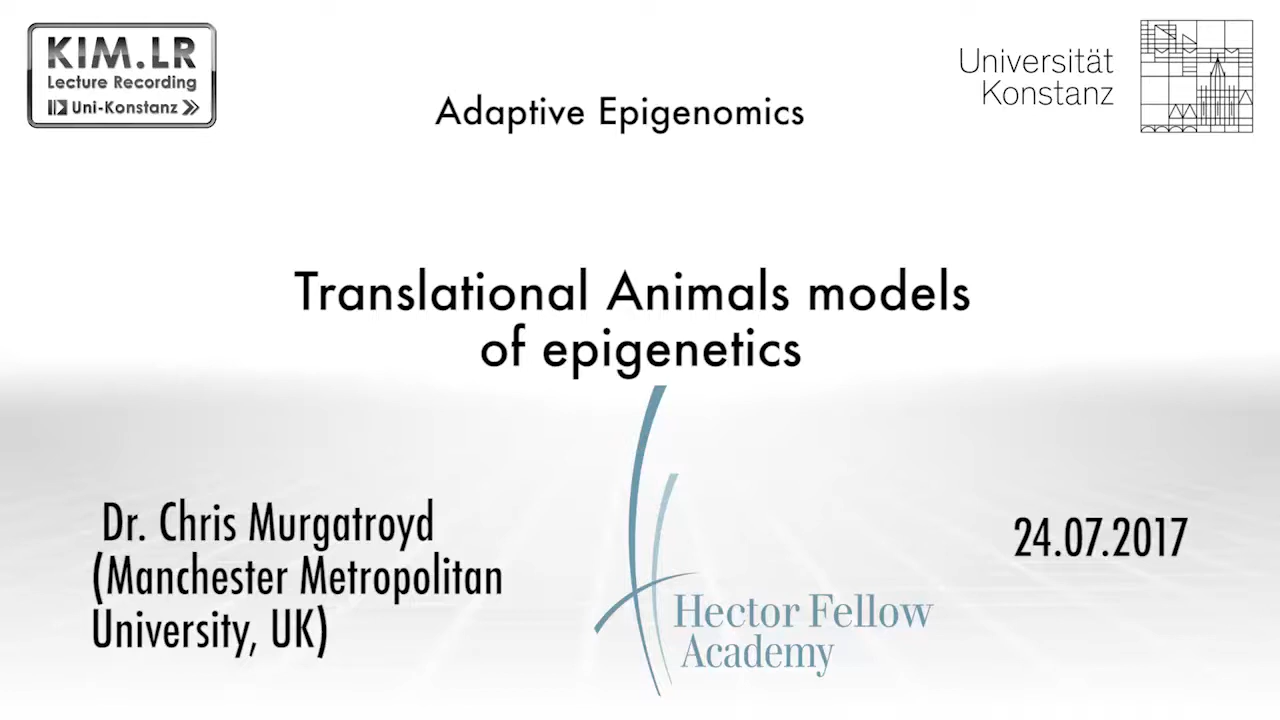 KIM.LR
Lecture Recording
Uni-Konstanz
Adaptive Epigenomics
Universität
Konstanz
Translational Animals models
of epigenetics
Dr. Chris Murgatroyd
(Manchester Metropolitan
University, UK)
24.07.2017
Hector Fellow
Academy